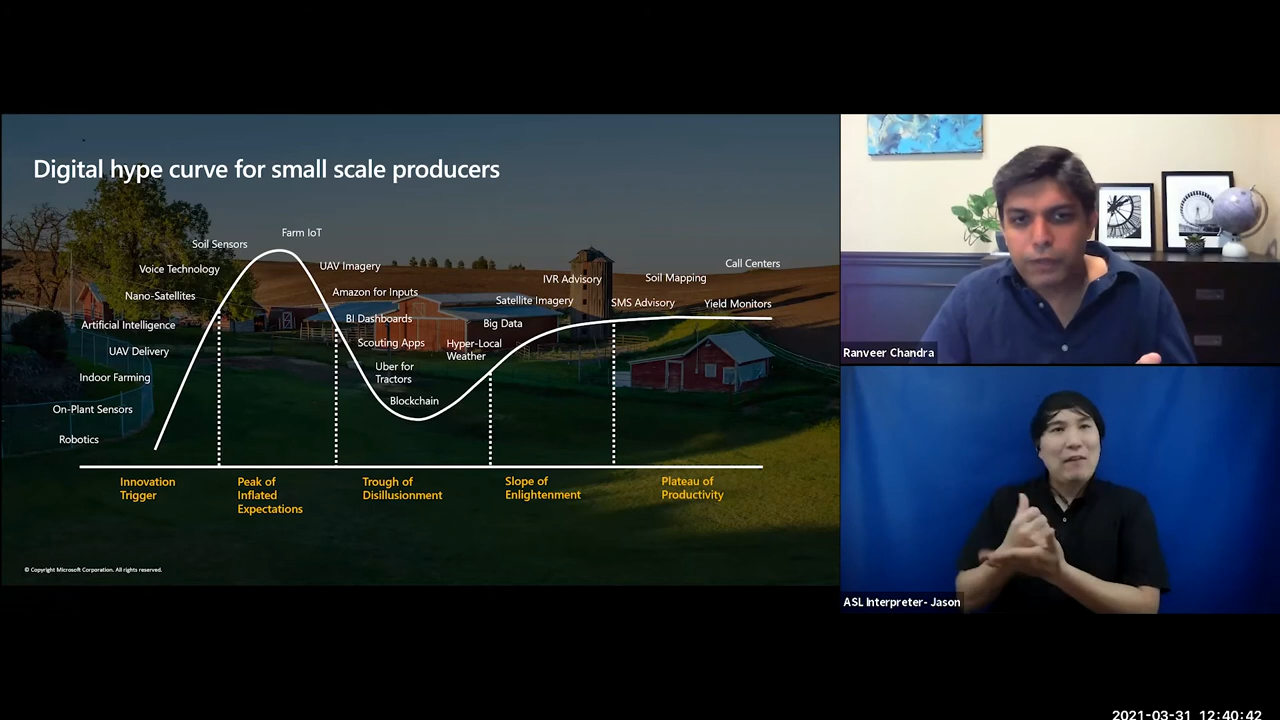 Digital hype curve for small scale producers
Farm IoT
Soil Sensors
Voice Technology
Nano-Satellites
Artificial Intelligence
UAV Delivery
Indoor Farming
On-Plant Sensors
Robotics
UAV Imagery
Amazon for Inputs
BI Dashboards
Scouting Apps
Uber for
Tractors
Blockchain
Hyper-Local
Weather
Big Data
Satellite Imagery
IVR Advisory
SMS Advisory
Soil Mapping
Yield Monitors
Call Centers
Innovation
Trigger
Peak of
Inflated
Expectations
Trough of
Disillusionment
Slope of
Enlightenment
Plateau of
Productivity
© Copyright Microsoft Corporation. All rights reserved.
Ranveer Chandra
ASL Interpreter- Jason
2021-03-31 12:40:42